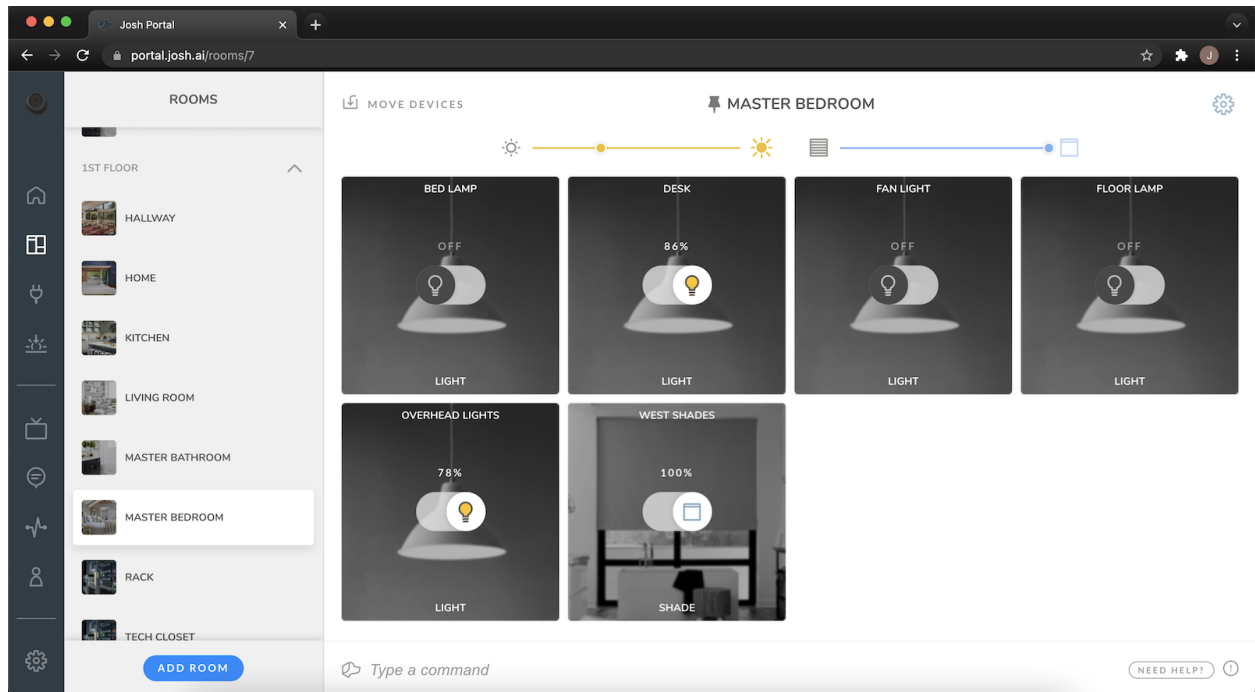 Josh Portal
portal.josh.ai/rooms/7
J
ROOMS
1ST FLOOR
HALLWAY
HOME
KITCHEN
LIVING ROOM
MASTER BATHROOM
MASTER BEDROOM
RACK
TECH CLOSET
ADD ROOM
MOVE DEVICES
MASTER BEDROOM
BED LAMP
OFF
LIGHT
DESK
86%
LIGHT
FAN LIGHT
OFF
LIGHT
FLOOR LAMP
OFF
LIGHT
OVERHEAD LIGHTS
78%
LIGHT
WEST SHADES
100%
SHADE
Type a command
NEED HELP?